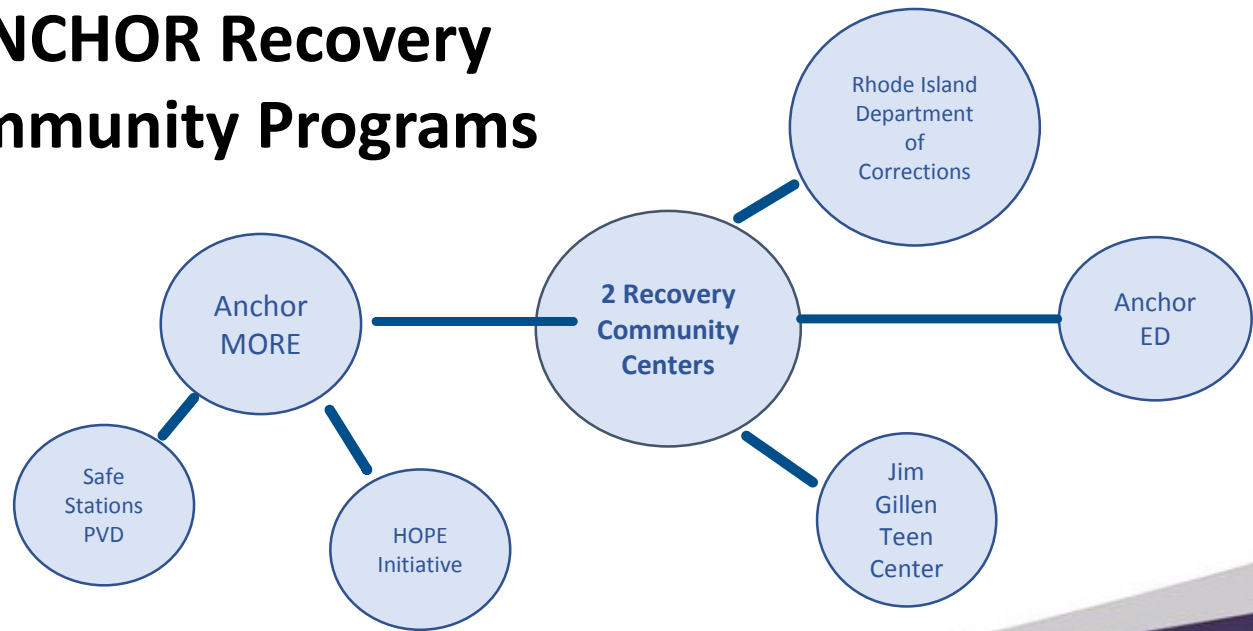 NCHOR Recovery
mmunity Programs
Rhode Island
Department
of
Corrections
2 Recovery
Community
Centers
Anchor
MORE
Anchor
ED
Safe
Stations
PVD
HOPE
Initiative
Jim
Gillen
Teen
Center